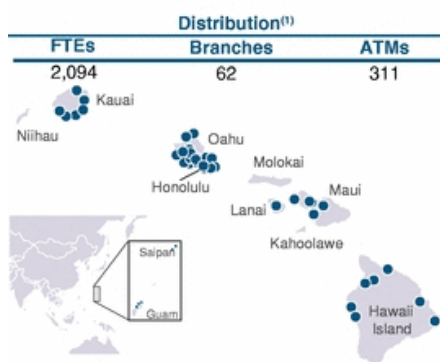 Distribution(1)
FTEs Branches ATMs
2,094 62 311
Kauai
Niihau
Oahu
Honolulu
Molokai
Maui
Lanai
Kahoolawe
Saipan
Guam
Hawaii
Island